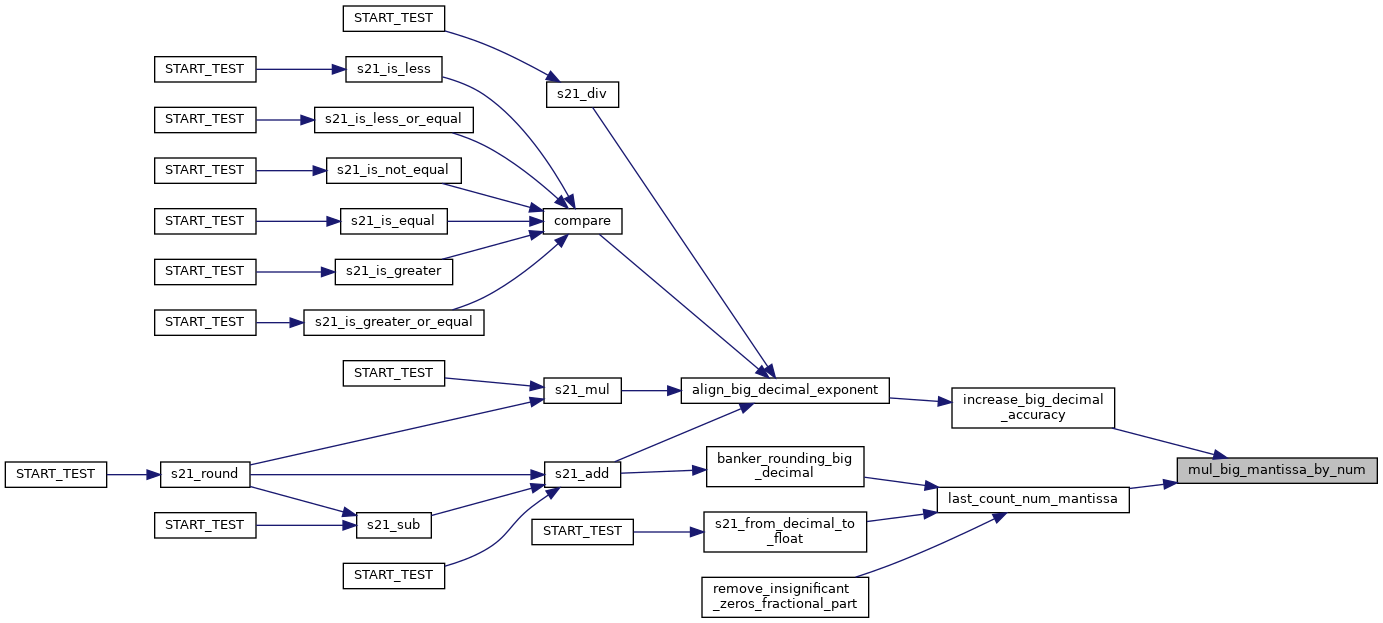 START_TEST
s21_is_less
START_TEST
s21_div
s21_is_less_or_equal
START_TEST
s21_is_not_equal
START_TEST
s21_is_equal
START_TEST
compare
s21_is_greater
START_TEST
s21_is_greater_or_equal
START_TEST
START_TEST
s21_mul
align_big_decimal_exponent
increase_big_decimal
_accuracy
START_TEST
s21_round
s21_add
banker_rounding_big
_decimal
mul_big_mantissa_by_num
last_count_num_mantissa
START_TEST
s21_sub
START_TEST
s21_from_decimal_to
_float
START_TEST
remove_insignificant
_zeros_fractional_part